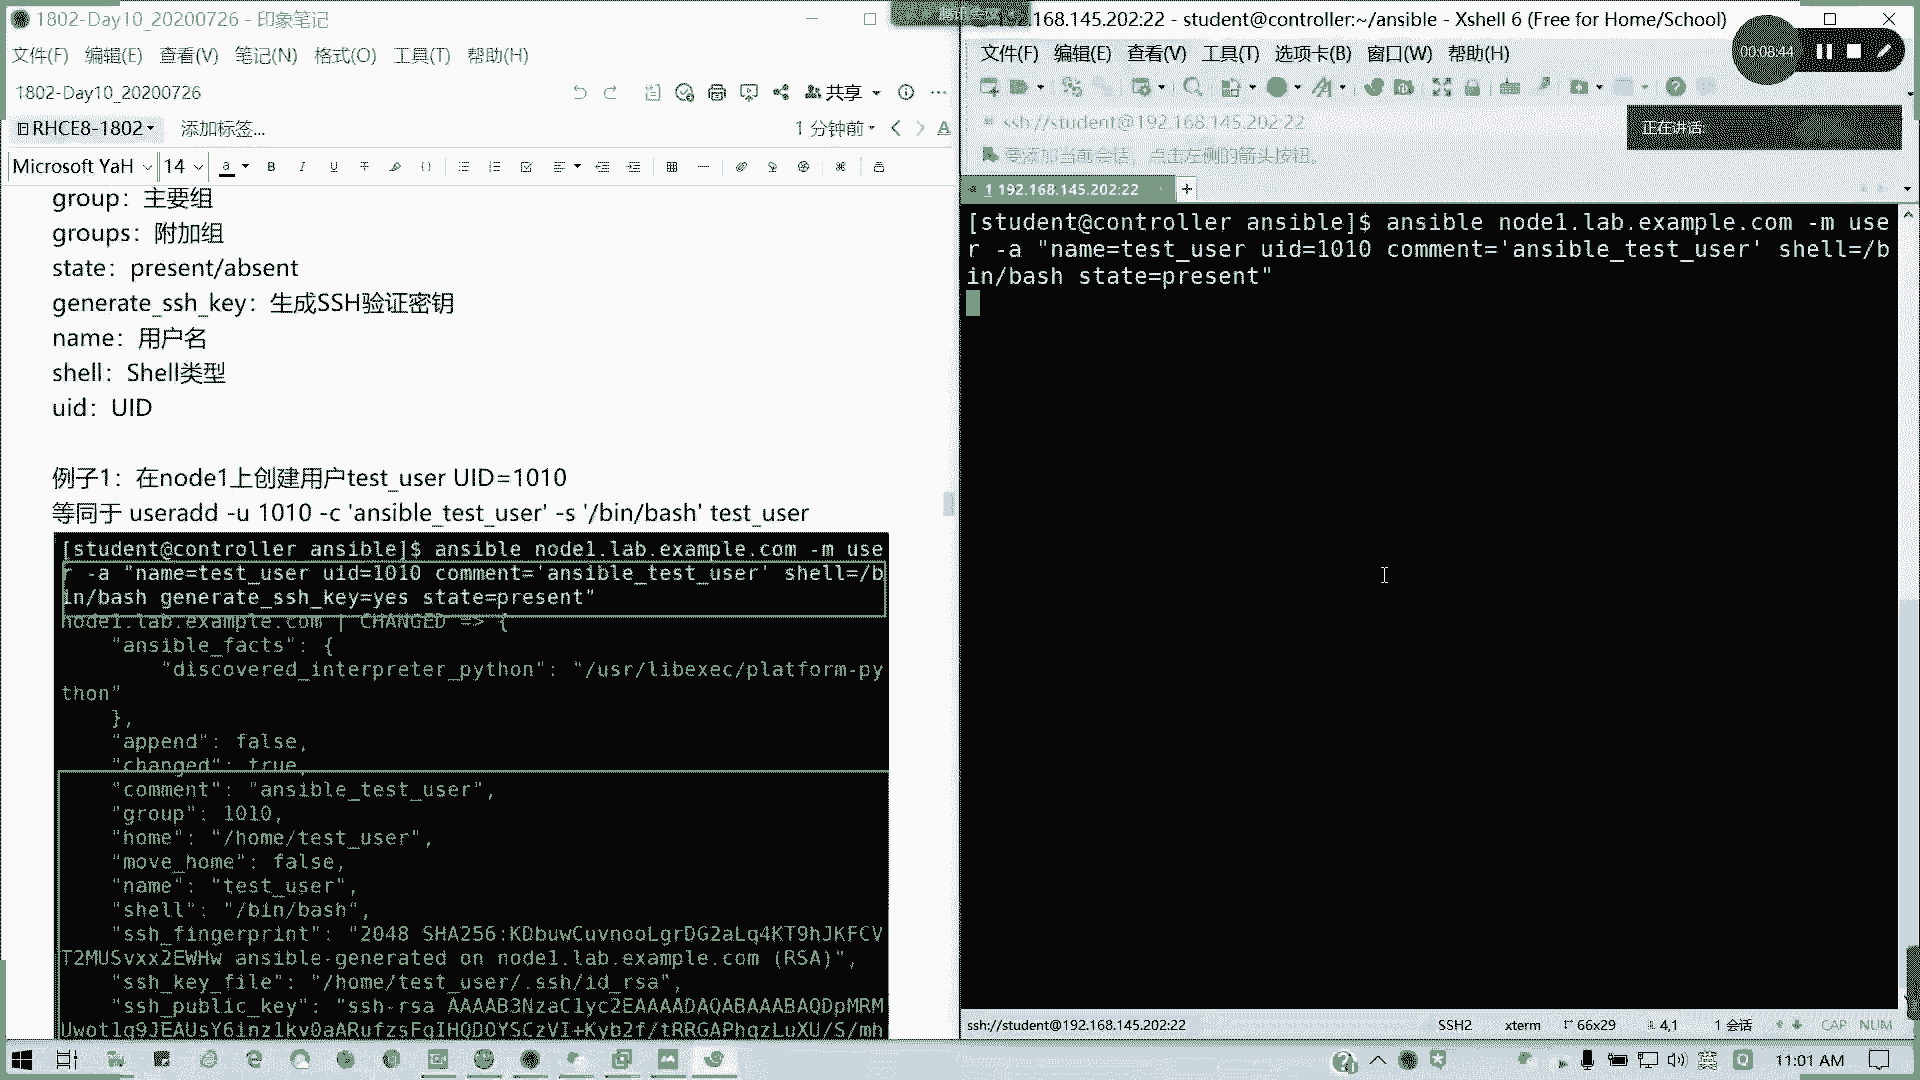 1802-Day10_20200726 - 印象笔记
文件(F) 编辑(E) 查看(V) 笔记(N) 格式(O) 工具(T) 帮助(H)
1802-Day10_20200726
共享
RHCE8-1802
添加标签...
1 分钟前
Microsoft YaH
14
group：主要组
groups：附加组
state：present/absent
generate_ssh_key：生成SSH验证密钥
name：用户名
shell：Shell类型
uid：UID
例子1：在node1上创建用户test_user UID=1010
等同于 useradd -u 1010 -c 'ansible_test_user' -s '/bin/bash' test_user
[student@controller ansible]$ ansible node1.lab.example.com -m use
r -a "name=test_user uid=1010 comment='ansible_test_user' shell=/b
in/bash generate_ssh_key=yes state=present"
node1.lab.example.com | CHANGED => {
"ansible_facts": {
"discovered_interpreter_python": "/usr/libexec/platform-py
thon"
},
"append": false,
"changed": true,
"comment": "ansible_test_user",
"group": 1010,
"home": "/home/test_user",
"move_home": false,
"name": "test_user",
"shell": "/bin/bash",
"ssh_fingerprint": "2048 SHA256:KDbuwCuvnooLgrDG2aLq4KT9hJKFCV
T2MUSvxx2EWHw ansible-generated on node1.lab.example.com (RSA)",
"ssh_key_file": "/home/test_user/.ssh/id_rsa",
"ssh_public_key": "ssh-rsa AAAAB3NzaC1yc2EAAAADAQABAAABAQDpMRM
168.145.202:22 - student@controller:~/ansible - Xshell 6 (Free for Home/School)
文件(F) 编辑(E) 查看(V) 工具(T) 选项卡(B) 窗口(W) 帮助(H)
00:08:44
ssh://student@192.168.145.202:22
正在讲话:
要添加当前会话，点击左侧的箭头按钮。
1 192.168.145.202:22
[student@controller ansible]$ ansible node1.lab.example.com -m use
r -a "name=test_user uid=1010 comment='ansible_test_user' shell=/b
in/bash state=present"
ssh://student@192.168.145.202:22
SSH2
xterm
66x29
4,1
1 会话
CAP NUM
英
11:01 AM